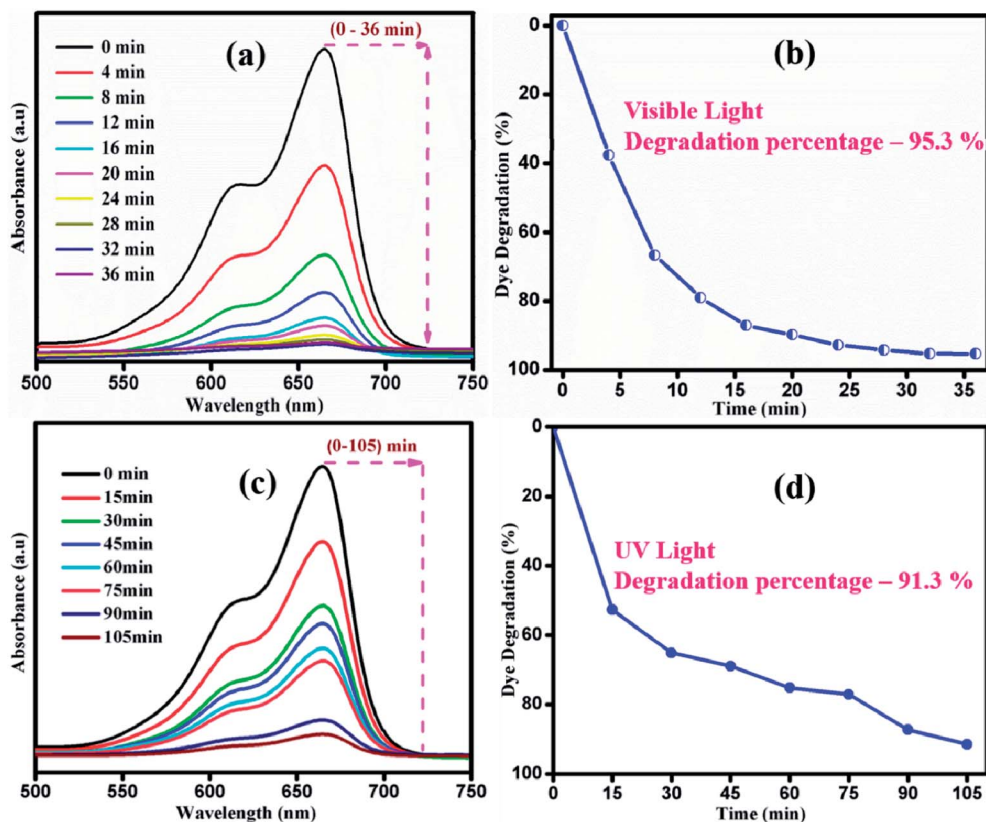 (a)
(0 - 36 min)
0 min
4 min
8 min
12 min
16 min
20 min
24 min
28 min
32 min
36 min
Absorbance (a.u)
500
600
650
700
750
Wavelength (nm)
(b)
Visible Light
Degradation percentage – 95.3 %
Dye Degradation (%)
0
20
40
60
80
100
0
5
10
15
20
25
30
35
Time (min)
(c)
(0-105) min
0 min
15min
30min
45min
60min
75min
90min
105min
Absorbance (a.u)
500
600
650
700
750
Wavelength (nm)
(d)
UV Light
Degradation percentage – 91.3 %
Dye Degradation (%)
0
20
40
60
80
100
0
15
30
45
60
75
90
105
Time (min)